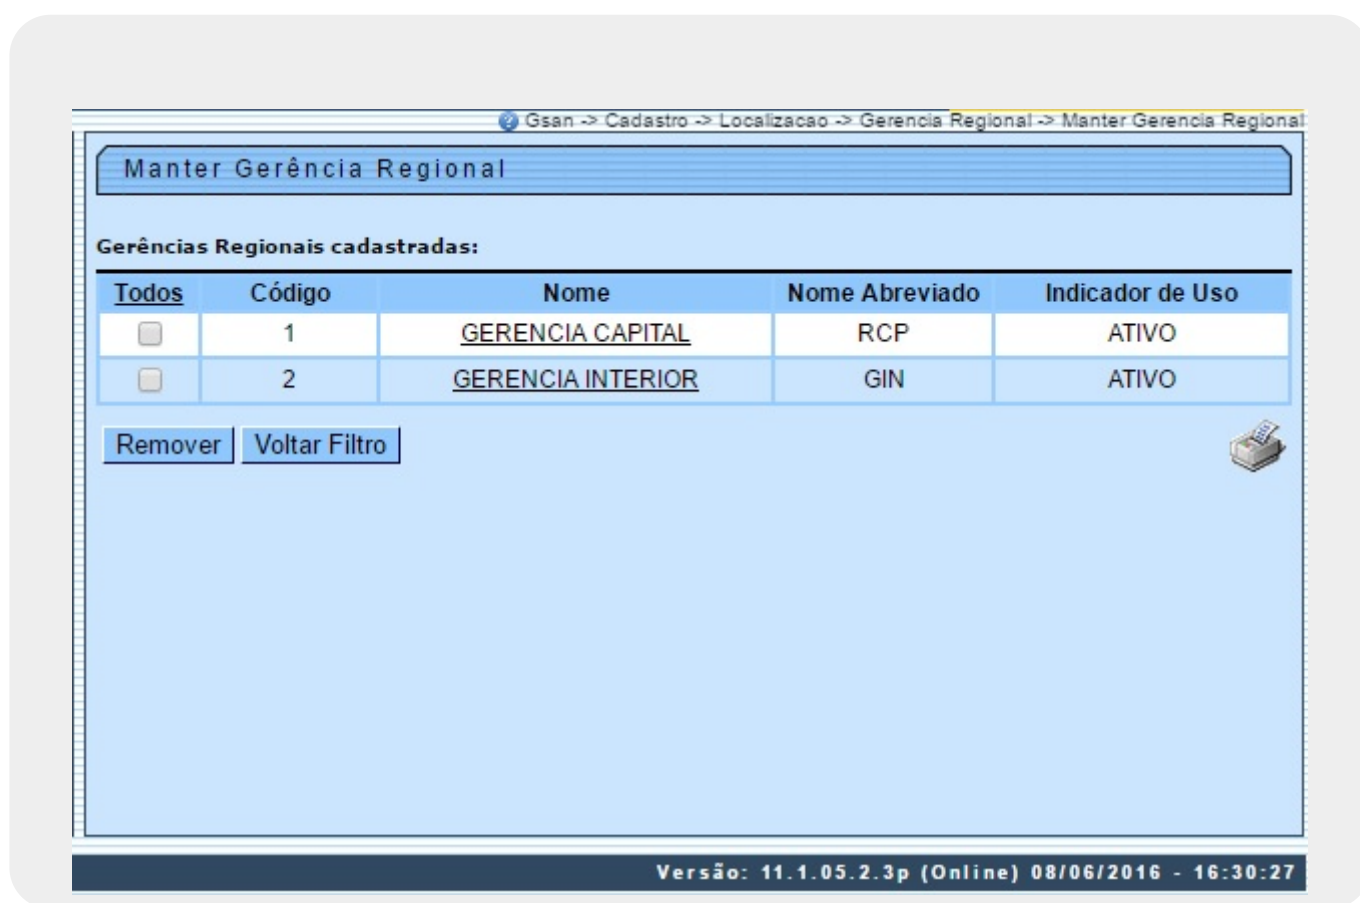 Gsan -> Cadastro -> Localizacao -> Gerencia Regional -> Manter Gerencia Regional
Manter Gerência Regional
Gerências Regionais cadastradas:
Todos Código Nome Nome Abreviado Indicador de Uso
1 GERENCIA CAPITAL RCP ATIVO
2 GERENCIA INTERIOR GIN ATIVO
Remover Voltar Filtro
Versão: 11.1.05.2.3p (Online) 08/06/2016 - 16:30:27